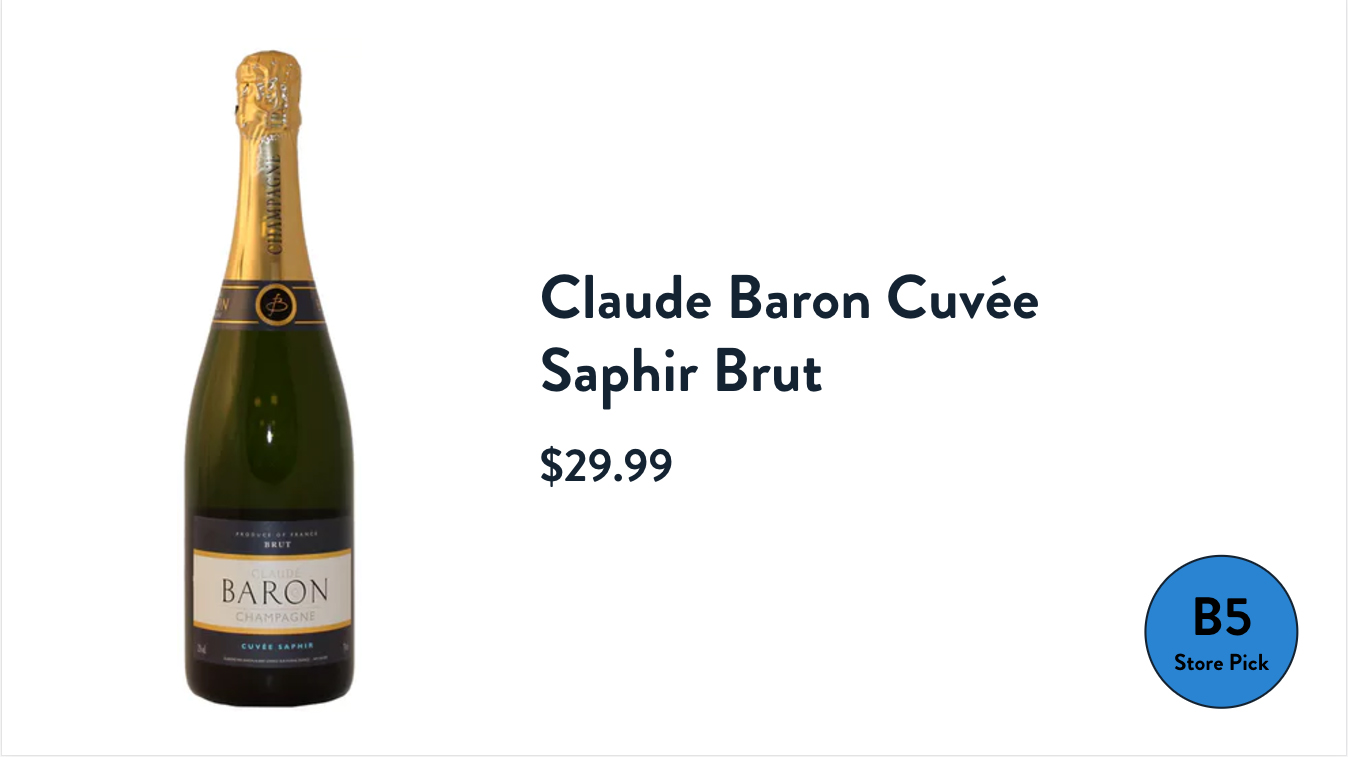 CHAMPAGNE
PRODUCE OF FRANCE
BRUT
CLAUDE
BARON
CHAMPAGNE
CUVÉE SAPHIR
Claude Baron Cuvée
Saphir Brut
$29.99
B5
Store Pick